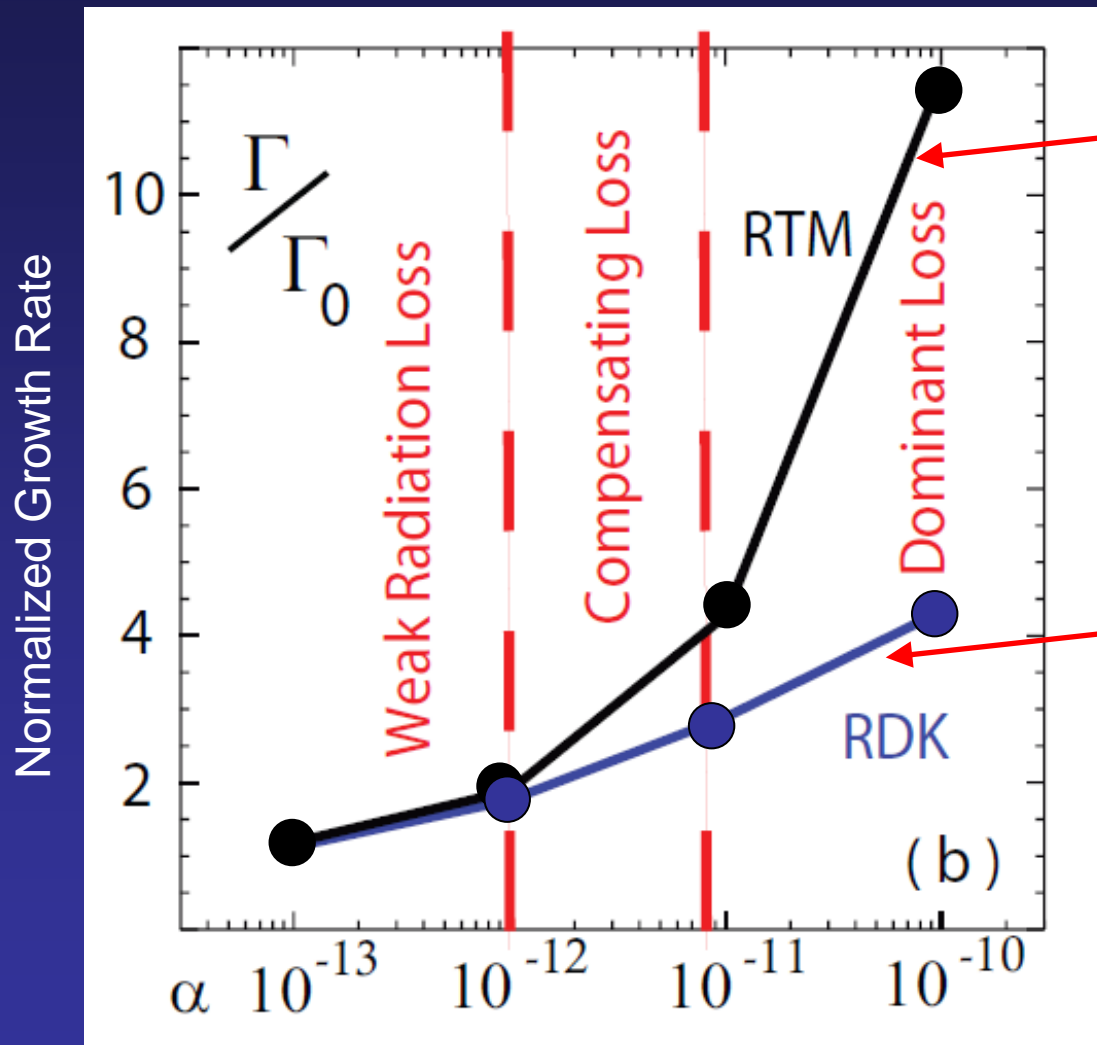 Normalized Growth Rate
Γ
Γ0
10
8
6
4
2
Weak Radiation Loss
Compensating Loss
Dominant Loss
RTM
RDK
(b)
α 10-13 10-12 10-11 10-10